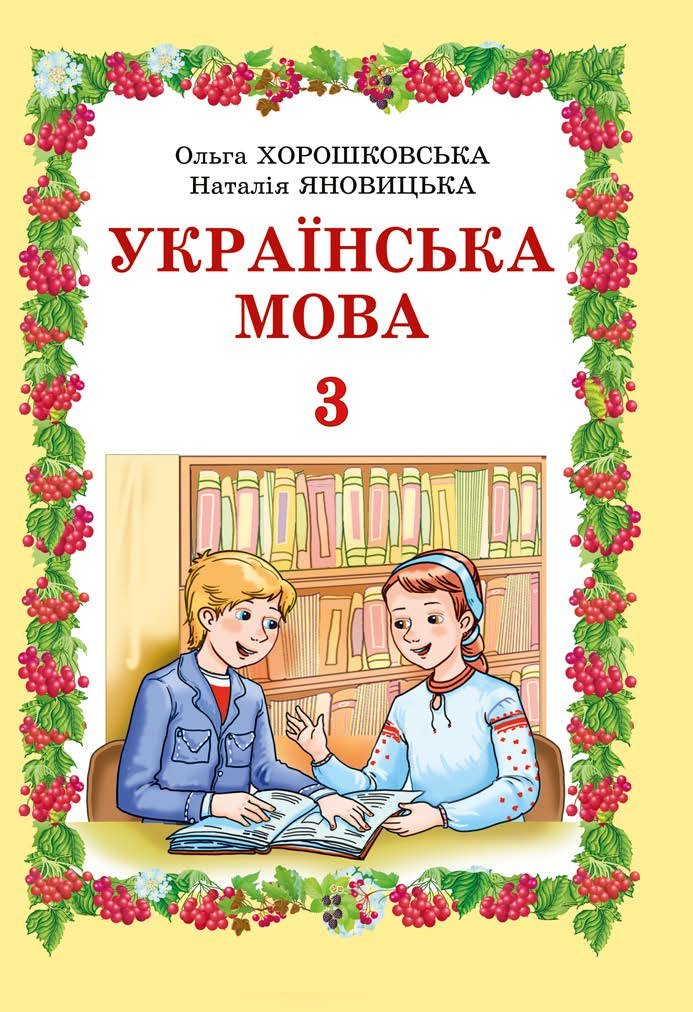 Ольга ХОРОШКОВСЬКА
Наталія ЯНОВИЦЬКА
УКРАЇНСЬКА
МОВА
3